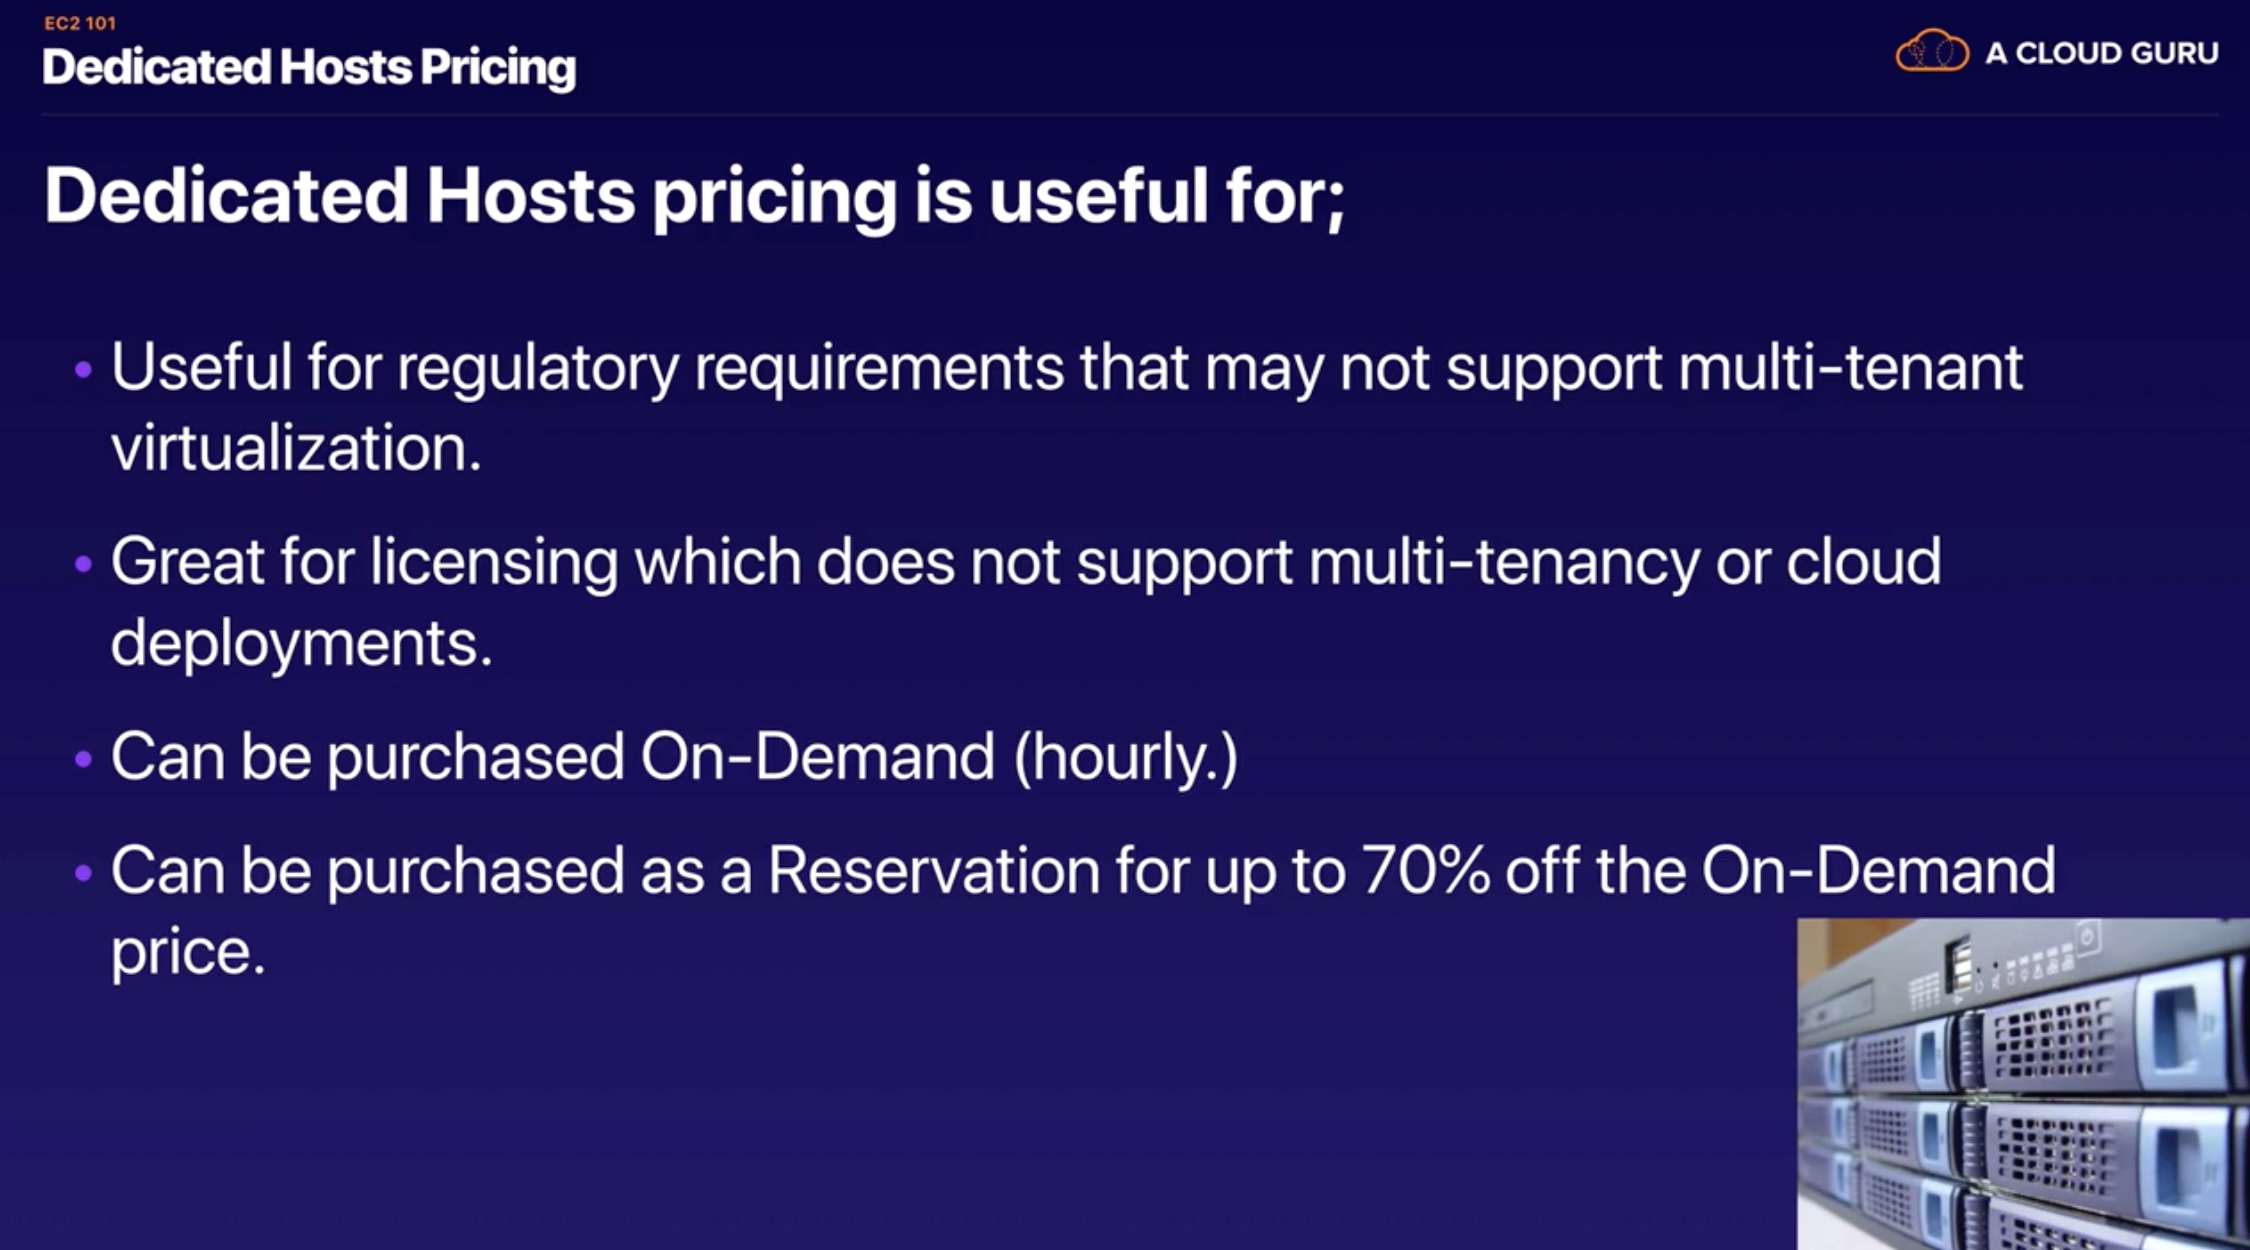 EC2 101
Dedicated Hosts Pricing
A CLOUD GURU
Dedicated Hosts pricing is useful for;
• Useful for regulatory requirements that may not support multi-tenant
virtualization.
• Great for licensing which does not support multi-tenancy or cloud
deployments.
• Can be purchased On-Demand (hourly.)
• Can be purchased as a Reservation for up to 70% off the On-Demand
price.